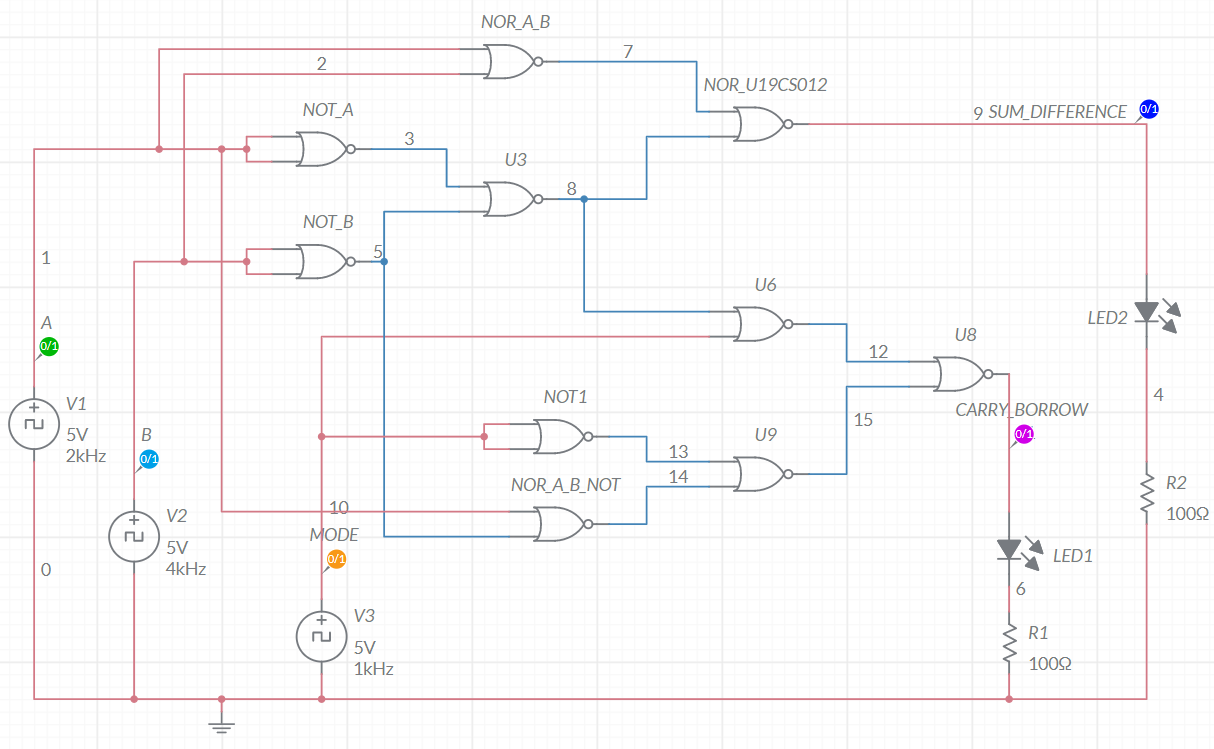 NOR_A_B
7
2
NOR_U19CS012
NOT_A
9 SUM_DIFFERENCE
0/1
3
U3
8
NOT_B
5
1
U6
A
0/1
LED2
U8
12
V1
5V
2kHz
NOT1
4
CARRY_BORROW
15
B
0/1
U9
0/1
13
14
NOR_A_B_NOT
R2
100Ω
10
V2
5V
4kHz
MODE
0/1
LED1
0
6
V3
5V
1kHz
R1
100Ω